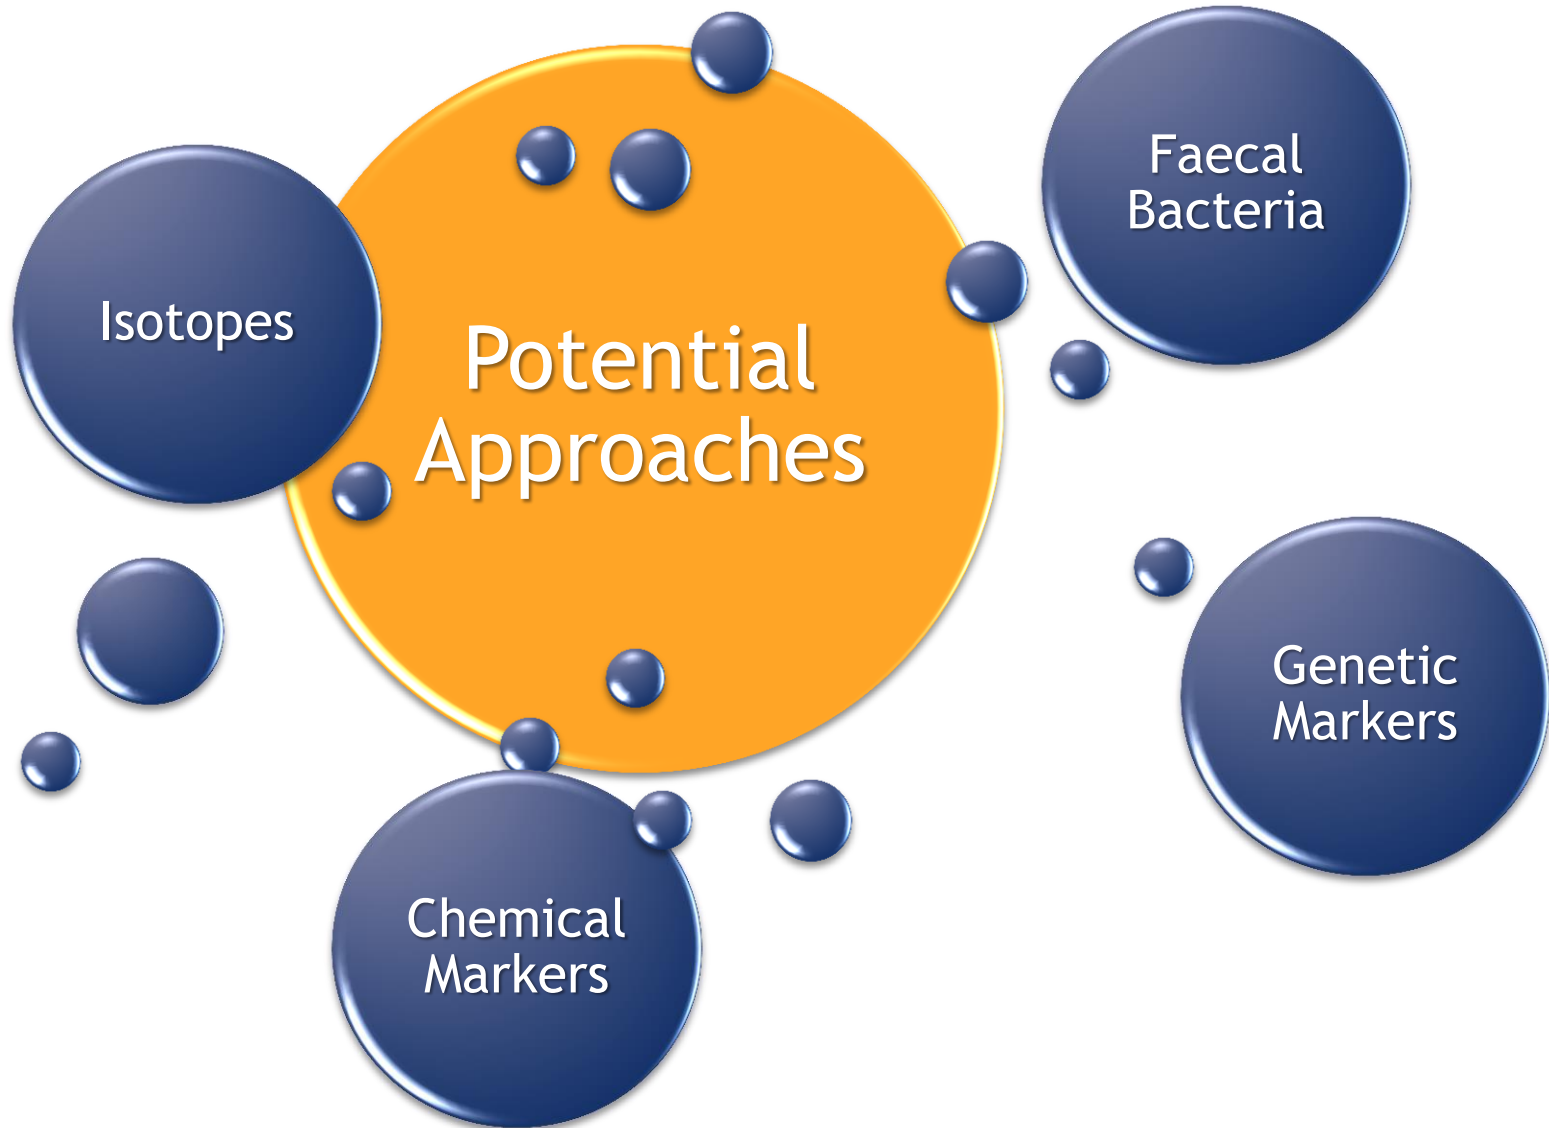 Potential
Approaches
Isotopes
Faecal
Bacteria
Genetic
Markers
Chemical
Markers